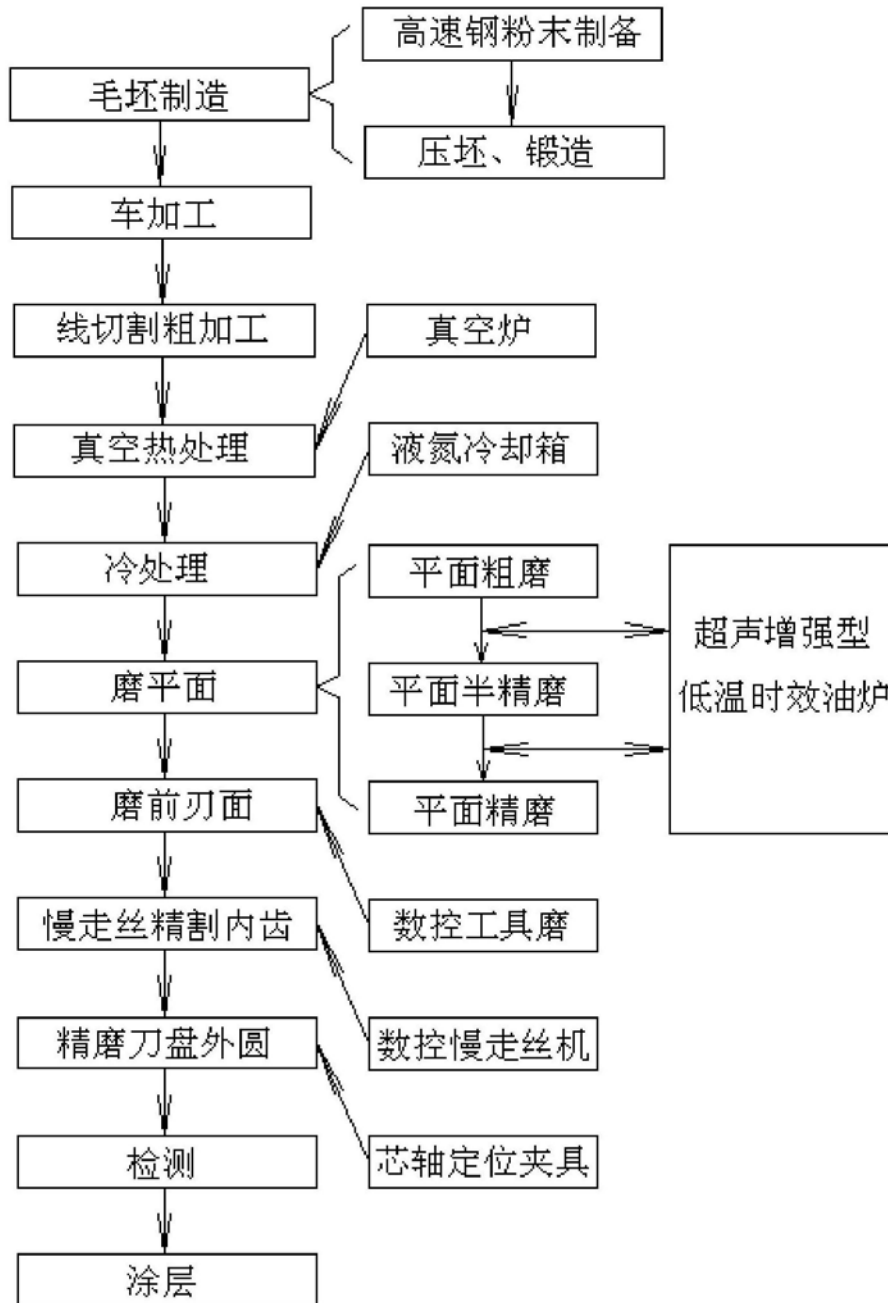 高速钢粉末制备
毛坯制造
压坯、锻造
车加工
线切割粗加工
真空炉
真空热处理
液氮冷却箱
冷处理
平面粗磨
超声增强型
磨平面
平面半精磨
低温时效油炉
磨前刃面
平面精磨
慢走丝精割内齿
数控工具磨
精磨刀盘外圆
数控慢走丝机
检测
芯轴定位夹具
涂层